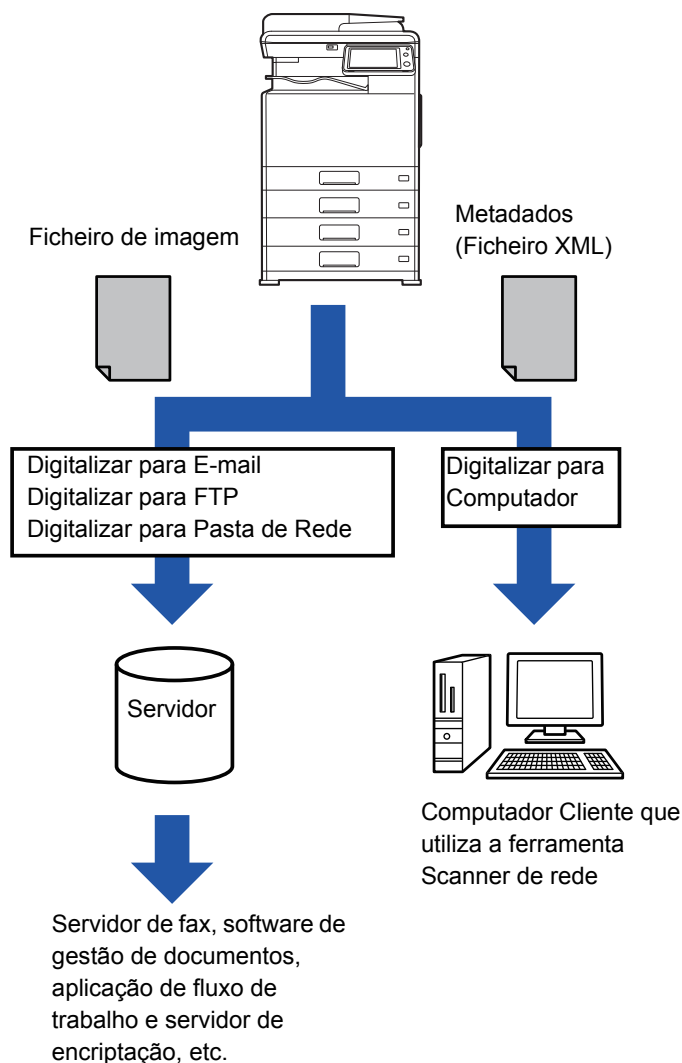 Ficheiro de imagem
Metadados
(Ficheiro XML)
Digitalizar para E-mail
Digitalizar para FTP
Digitalizar para Pasta de Rede
Digitalizar para
Computador
Servidor
Computador Cliente que
utiliza a ferramenta
Scanner de rede
Servidor de fax, software de
gestão de documentos,
aplicação de fluxo de
trabalho e servidor de
encriptação, etc.